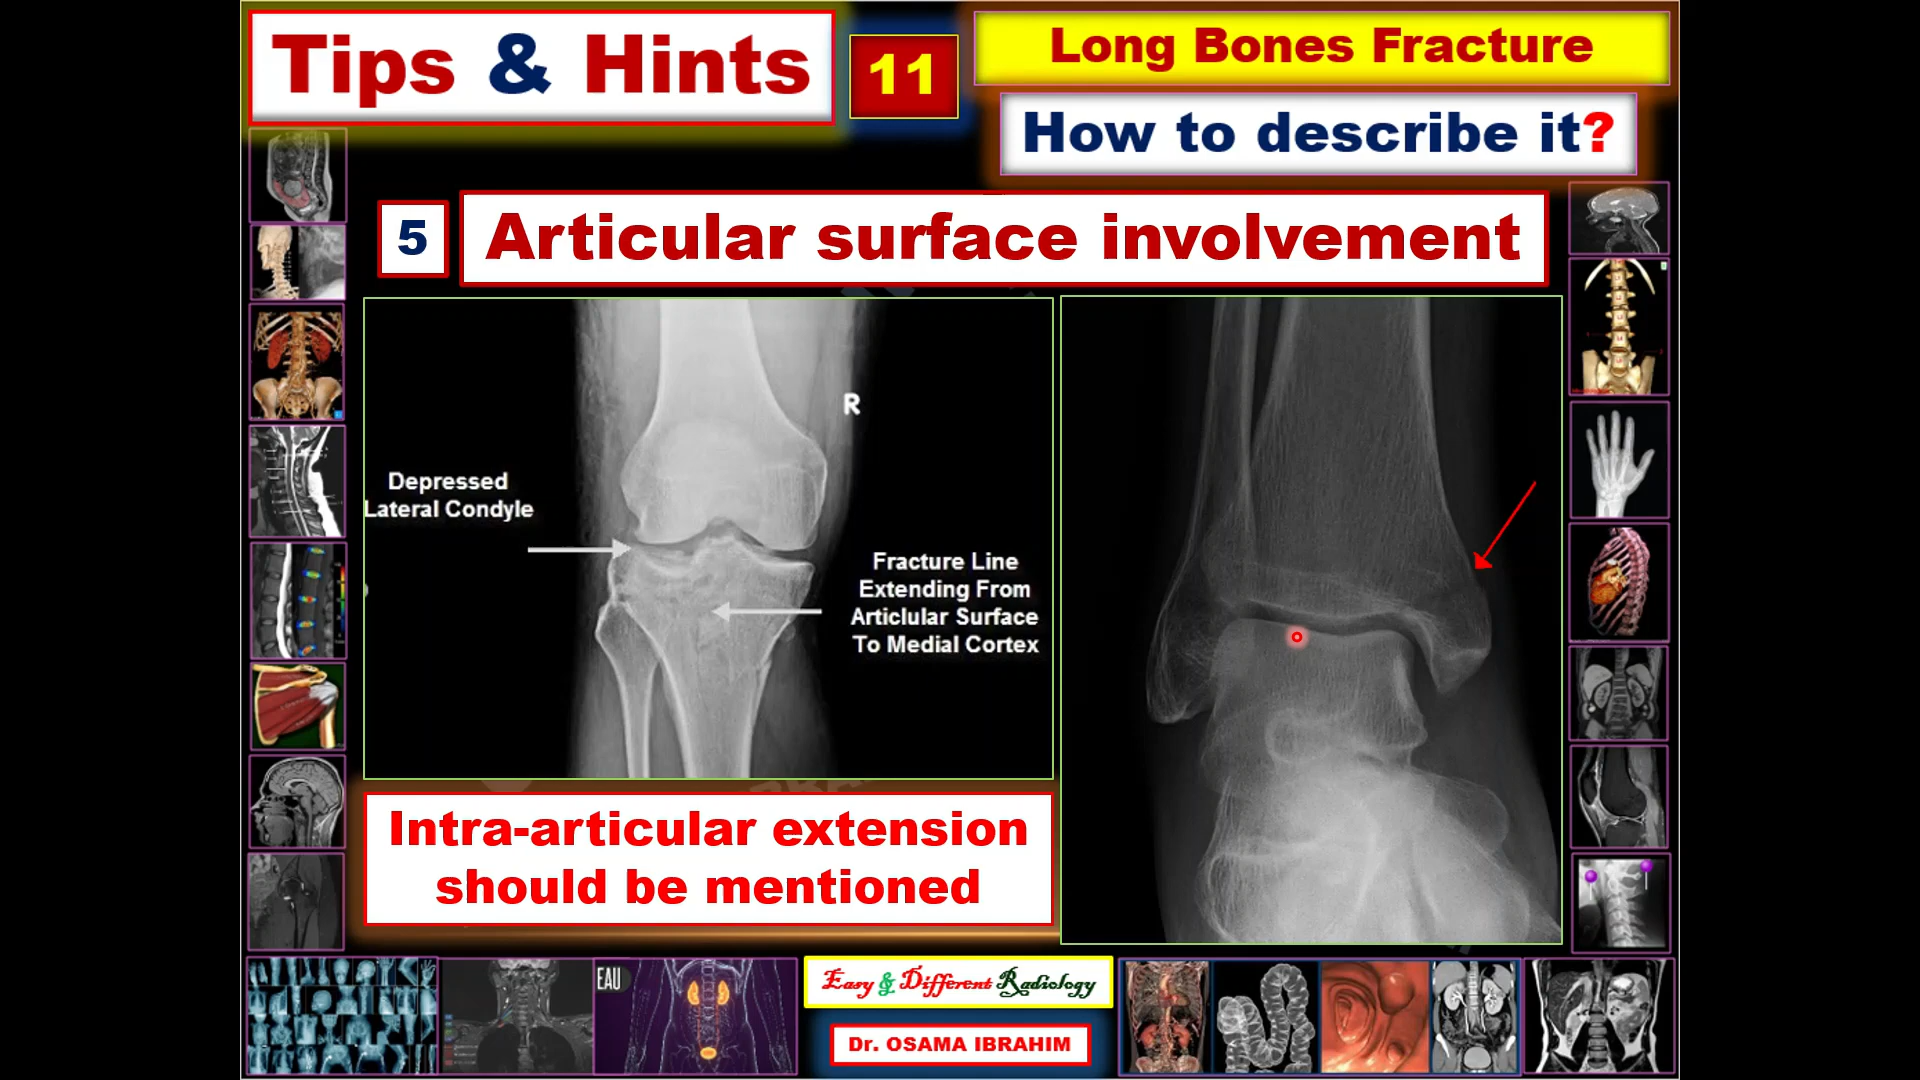 Tips & Hints
11
Long Bones Fracture
How to describe it?
5
Articular surface involvement
R
Depressed
Lateral Condyle
Fracture Line
Extending From
Articlular Surface
To Medial Cortex
Intra-articular extension
should be mentioned
EAU
Easy & Different Radiology
Dr. OSAMA IBRAHIM